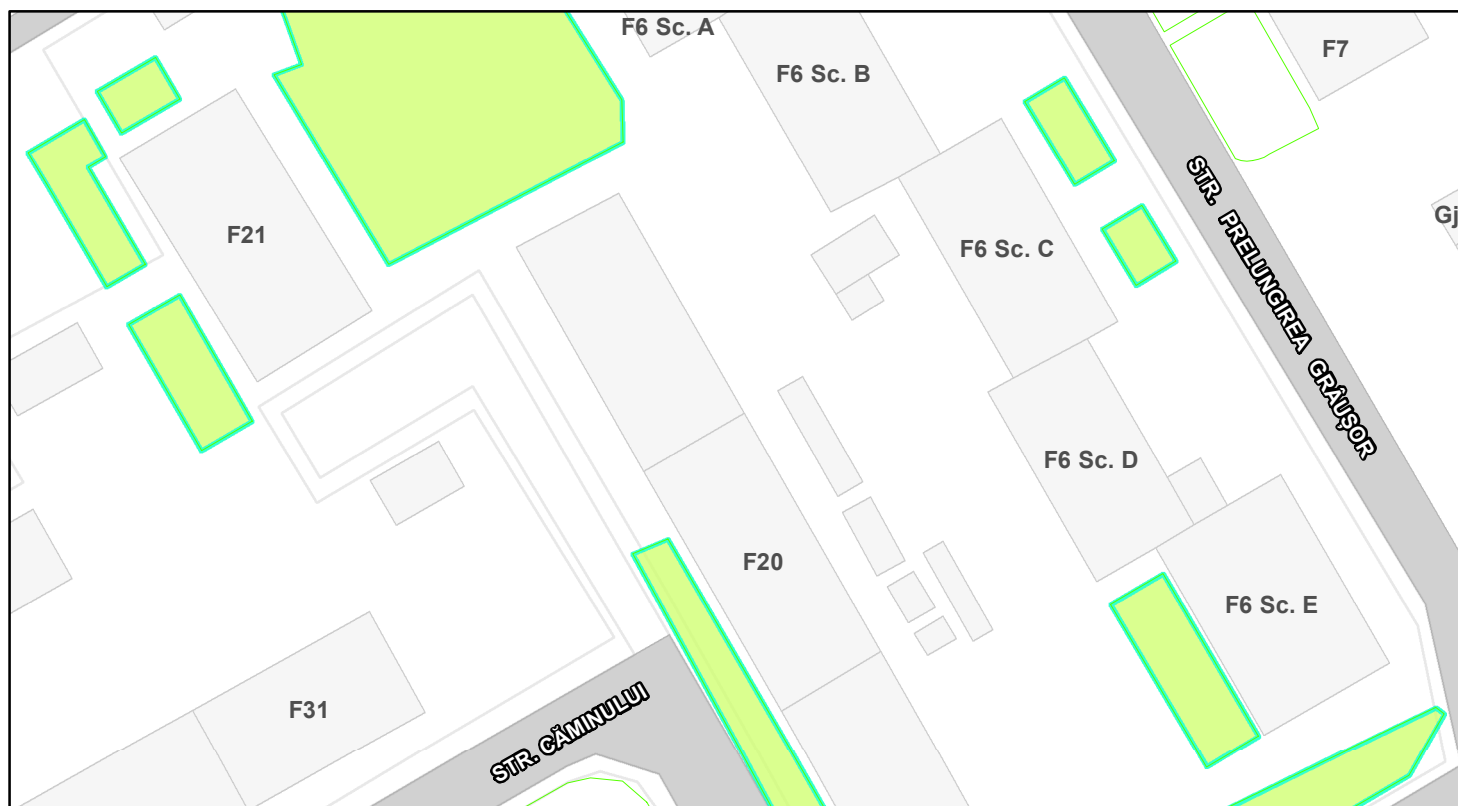 F6 Sc. A
F7
F6 Sc. B
Gj
F21
F6 Sc. C
STR. PRELUNGIREA GRÂUȘOR
F6 Sc. D
F20
F6 Sc. E
F31
STR. CĂMINULUI